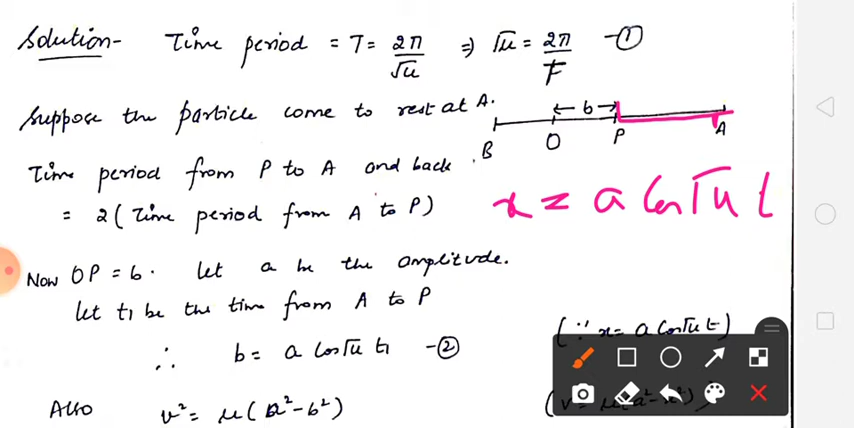 Solution- Time period = T = 2π/√μ ⇒ √μ = 2π/T -①
Suppose the particle come to rest at A.
b
B O P A
Time period from P to A and back.
= 2( Time period from A to P)
x = a cos√μ t
Now OP = b. let a be the amplitude.
let t₁ be the time from A to P
∴ b = a cos√μ t₁ -② (∵ x = a cos√μ t)
Also v² = μ(a²-b²)